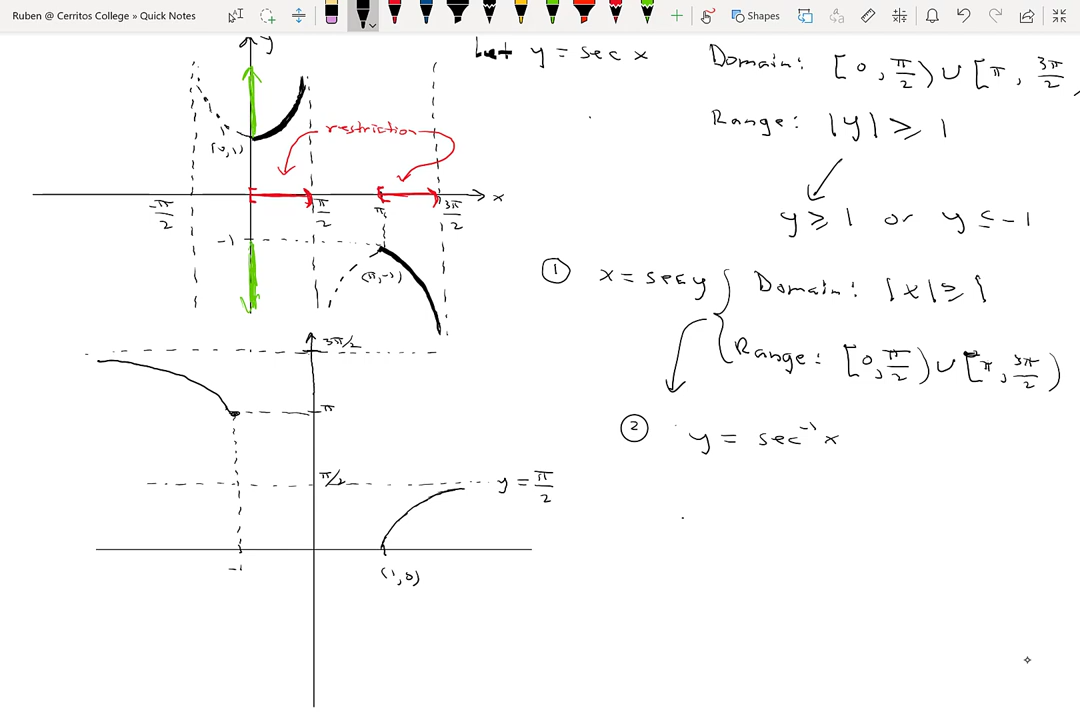 Ruben @ Cerritos College » Quick Notes
Shapes
y
Let y = sec x
Domain: [0, π/2) ∪ [π, 3π/2
Range: |y| ≥ 1
y ≥ 1 or y ≤ -1
(0,1)
restriction
x
-π/2
π/2
π
3π/2
-1
(π,-1)
① x = sec y
Domain: |x| ≥ 1
Range: [0, π/2) ∪ [π, 3π/2)
② y = sec⁻¹ x
3π/2
π
π/2
y = π/2
-1
(1,0)